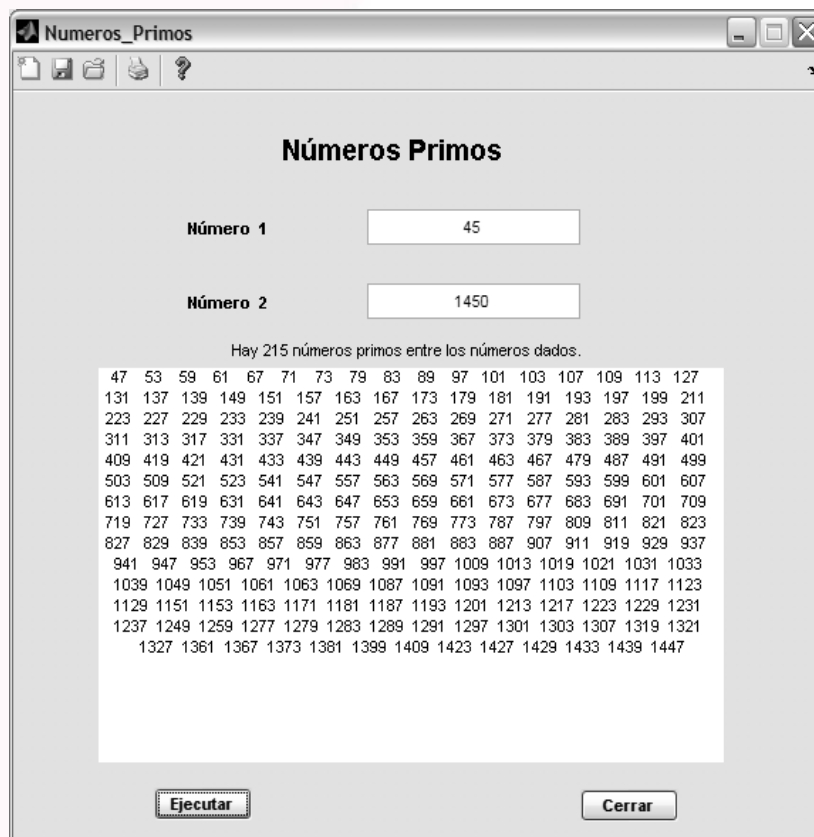 Numeros_Primos
Números Primos
Número 1
45
Número 2
1450
Hay 215 números primos entre los números dados.
47 53 59 61 67 71 73 79 83 89 97 101 103 107 109 113 127
131 137 139 149 151 157 163 167 173 179 181 191 193 197 199 211
223 227 229 233 239 241 251 257 263 269 271 277 281 283 293 307
311 313 317 331 337 347 349 353 359 367 373 379 383 389 397 401
409 419 421 431 433 439 443 449 457 461 463 467 479 487 491 499
503 509 521 523 541 547 557 563 569 571 577 587 593 599 601 607
613 617 619 631 641 643 647 653 659 661 673 677 683 691 701 709
719 727 733 739 743 751 757 761 769 773 787 797 809 811 821 823
827 829 839 853 857 859 863 877 881 883 887 907 911 919 929 937
941 947 953 967 971 977 983 991 997 1009 1013 1019 1021 1031 1033
1039 1049 1051 1061 1063 1069 1087 1091 1093 1097 1103 1109 1117 1123
1129 1151 1153 1163 1171 1181 1187 1193 1201 1213 1217 1223 1229 1231
1237 1249 1259 1277 1279 1283 1289 1291 1297 1301 1303 1307 1319 1321
1327 1361 1367 1373 1381 1399 1409 1423 1427 1429 1433 1439 1447
Ejecutar
Cerrar